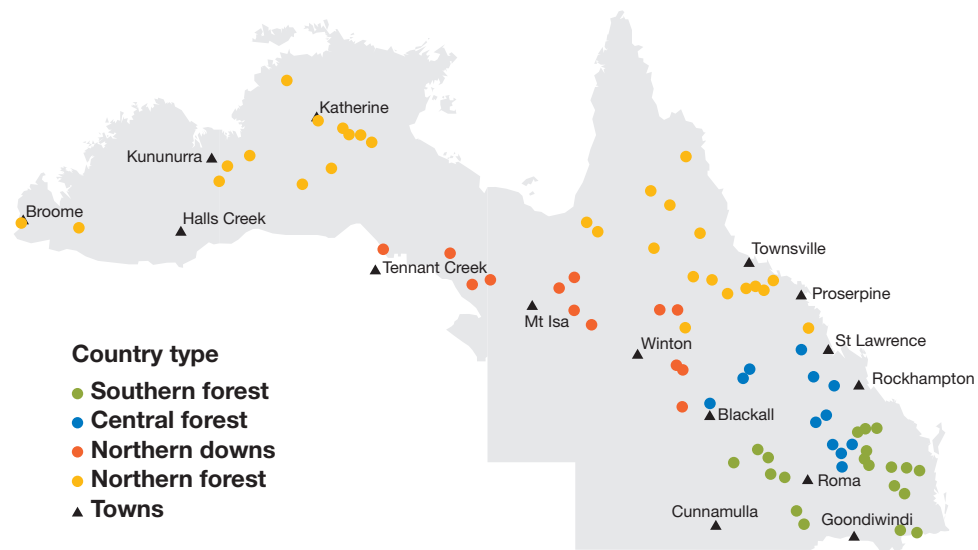 Katherine
Kununurra
Broome
Halls Creek
Tennant Creek
Townsville
Proserpine
Mt Isa
Winton
St Lawrence
Rockhampton
Blackall
Roma
Cunnamulla
Goondiwindi
Country type
Southern forest
Central forest
Northern downs
Northern forest
Towns